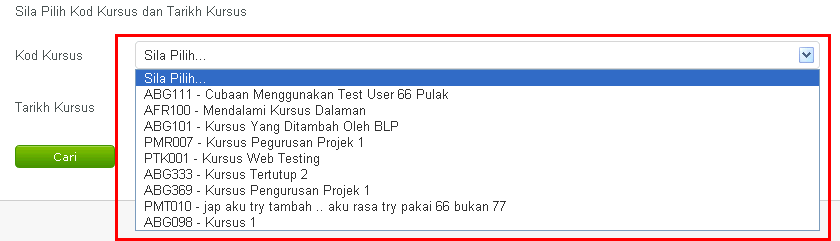 Sila Pilih Kod Kursus dan Tarikh Kursus
Kod Kursus
Sila Pilih...
Sila Pilih...
ABG111 - Cubaan Menggunakan Test User 66 Pulak
AFR100 - Mendalami Kursus Dalaman
Tarikh Kursus
ABG101 - Kursus Yang Ditambah Oleh BLP
PMR007 - Kursus Pegurusan Projek 1
PTK001 - Kursus Web Testing
Cari
ABG333 - Kursus Tertutup 2
ABG369 - Kursus Pengurusan Projek 1
PMT010 - jap aku try tambah .. aku rasa try pakai 66 bukan 77
ABG098 - Kursus 1